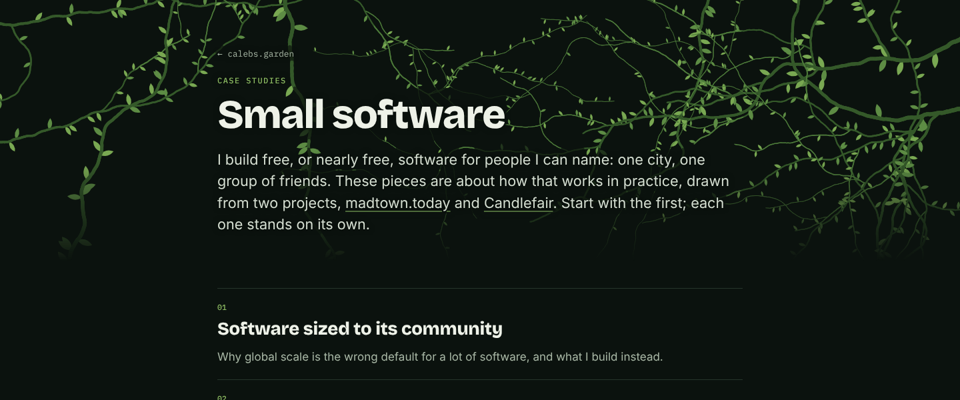 ← calebs.garden
CASE STUDIES
Small software
I build free, or nearly free, software for people I can name: one city, one
group of friends. These pieces are about how that works in practice, drawn
from two projects, madtown.today and Candlefair. Start with the first; each
one stands on its own.
01
Software sized to its community
Why global scale is the wrong default for a lot of software, and what I build instead.
02